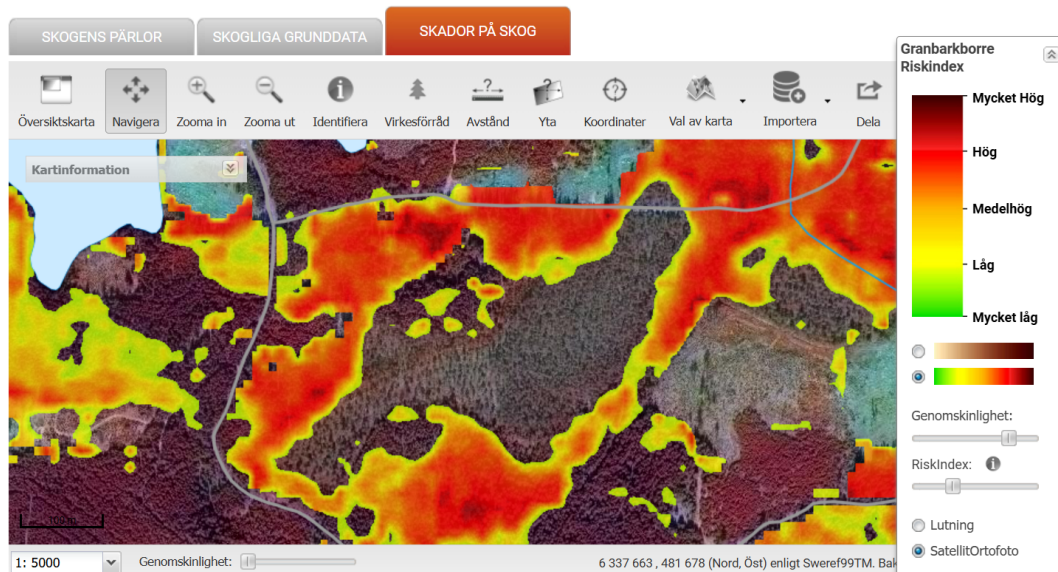 SKOGENS PÄRLOR
SKOGLIGA GRUNDDATA
SKADOR PÅ SKOG
Översiktskarta
Navigera
Zooma in
Zooma ut
Identifiera
Virkesförråd
Avstånd
Yta
Koordinater
Val av karta
Importera
Dela
Kartinformation
Granbarkborre
Riskindex
Mycket Hög
Hög
Medelhög
Låg
Mycket låg
Genomskinlighet:
RiskIndex:
Lutning
SatellitOrtofoto
1: 5000
Genomskinlighet:
6 337 663 , 481 678 (Nord, Öst) enligt Sweref99TM. Bak